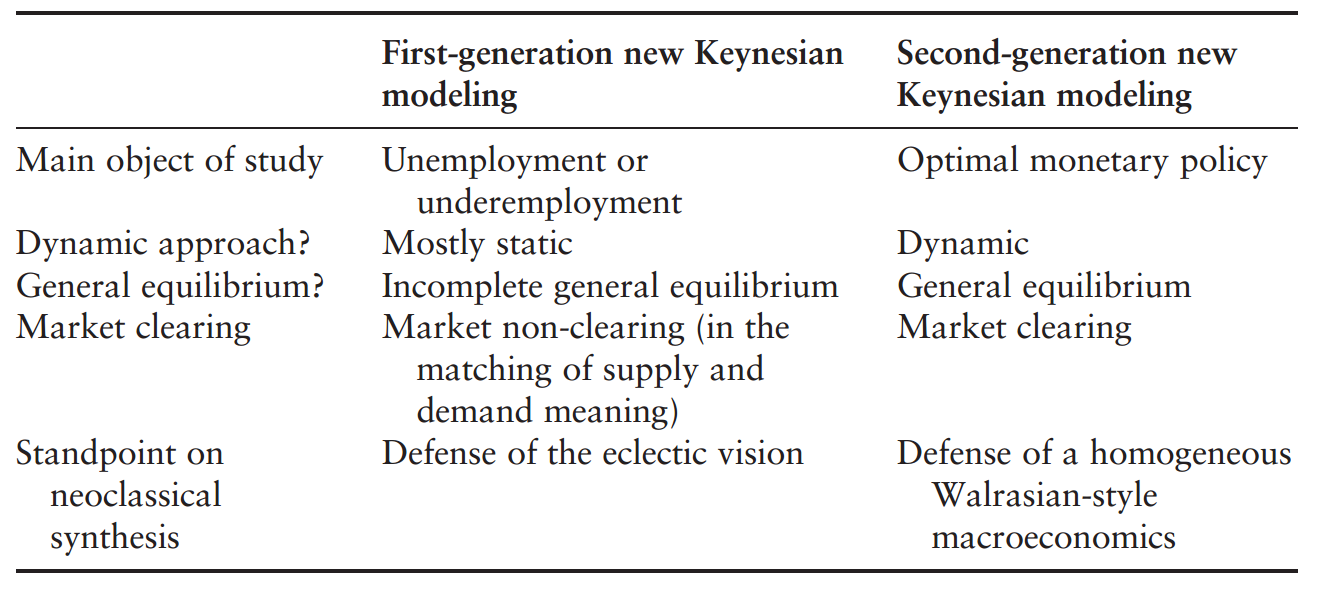 First-generation new Keynesian modeling
Second-generation new Keynesian modeling
Main object of study
Unemployment or underemployment
Optimal monetary policy
Dynamic approach?
Mostly static
Dynamic
General equilibrium?
Incomplete general equilibrium
General equilibrium
Market clearing
Market non-clearing (in the matching of supply and demand meaning)
Market clearing
Standpoint on neoclassical synthesis
Defense of the eclectic vision
Defense of a homogeneous Walrasian-style macroeconomics